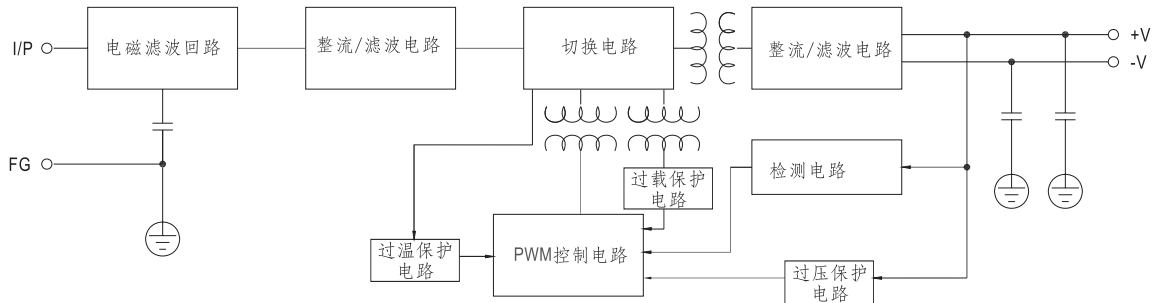 I/P
电磁滤波回路
整流/滤波电路
切换电路
整流/滤波电路
+V
-V
FG
过载保护
电路
检测电路
过温保护
电路
PWM控制电路
过压保护
电路